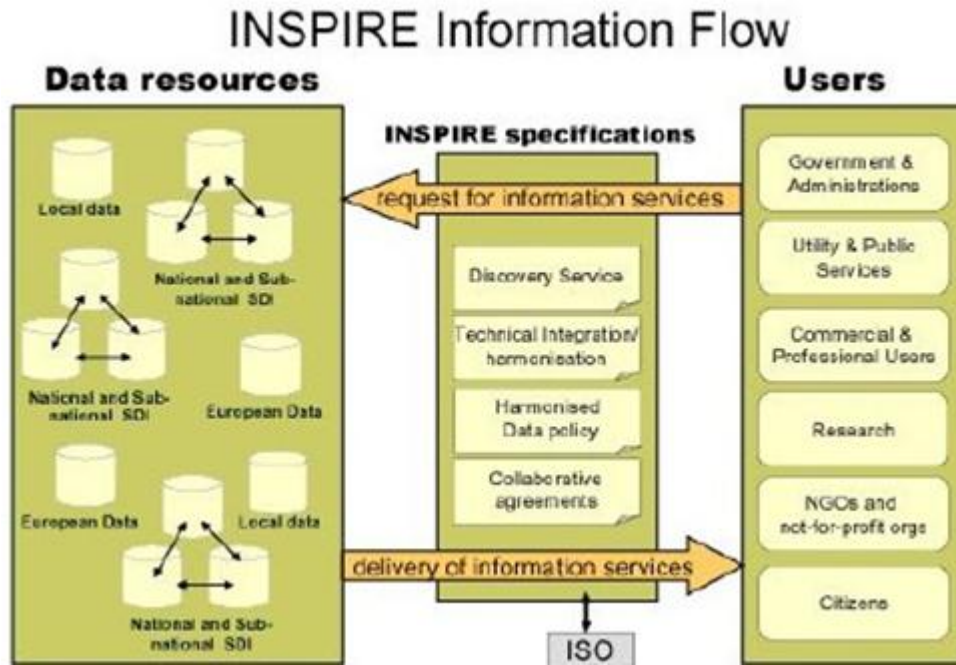 INSPIRE Information Flow
Data resources
Local data
National and Sub-
national SDI
National and Sub-
national SDI
European Data
European Data
Local data
National and Sub-
national SDI
INSPIRE specifications
request for information services
Discovery Service
Technical Integration/
harmonisation
Harmonised
Data policy
Collaborative
agreements
delivery of information services
ISO
Users
Government &
Administrations
Utility & Public
Services
Commercial &
Professional Users
Research
NGOs and
not-for-profit orgs
Citizens